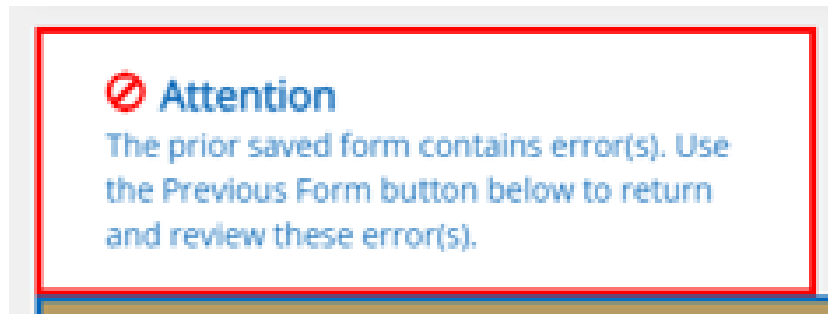 Attention
The prior saved form contains error(s). Use
the Previous Form button below to return
and review these error(s).